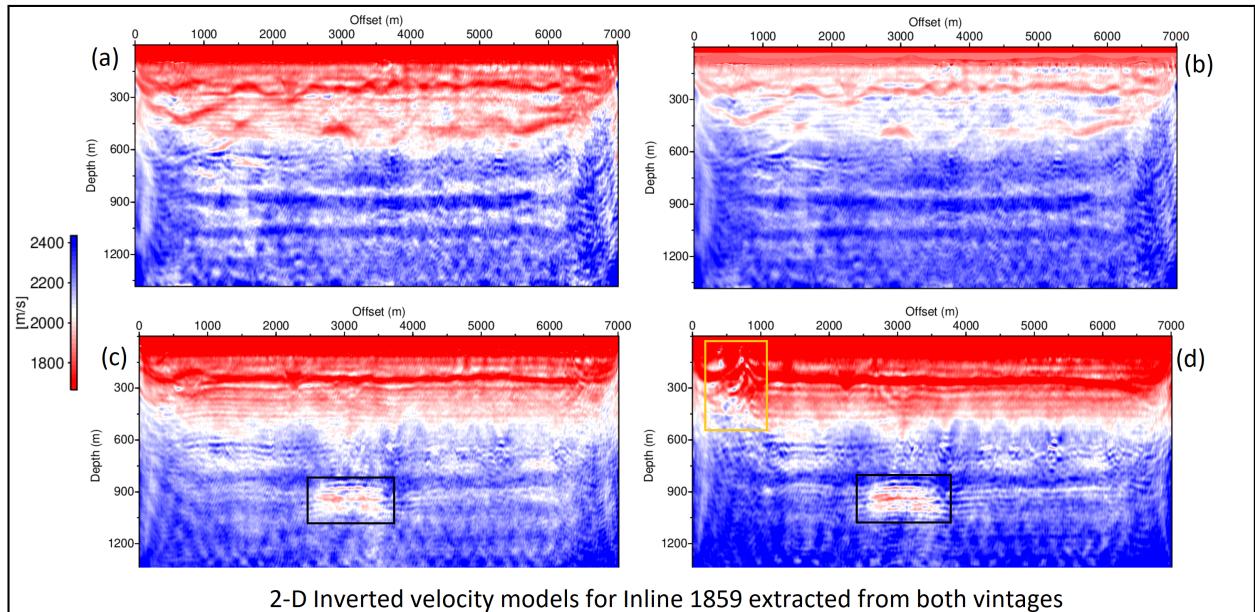 Offset (m)
0 1000 2000 3000 4000 5000 6000 7000
(a)
Depth (m)
300
600
900
1200
Offset (m)
0 1000 2000 3000 4000 5000 6000 7000
(b)
Depth (m)
300
600
900
1200
2400
2200
2000
1800
[m/s]
Offset (m)
0 1000 2000 3000 4000 5000 6000 7000
(c)
Depth (m)
300
600
900
1200
Offset (m)
0 1000 2000 3000 4000 5000 6000 7000
(d)
Depth (m)
300
600
900
1200
2-D Inverted velocity models for Inline 1859 extracted from both vintages